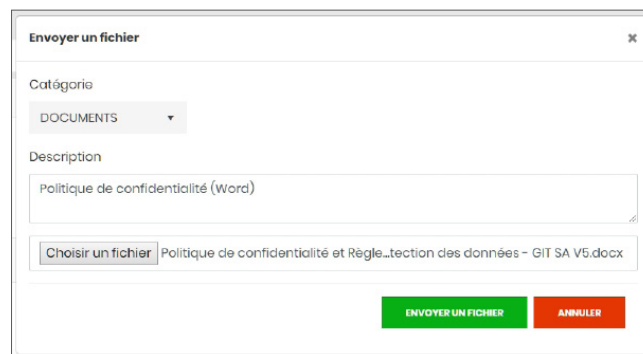 Envoyer un fichier
×
Catégorie
DOCUMENTS
Description
Politique de confidentialité (Word)
Choisir un fichier Politique de confidentialité et Règle...tection des données - GIT SA V5.docx
ENVOYER UN FICHIER ANNULER